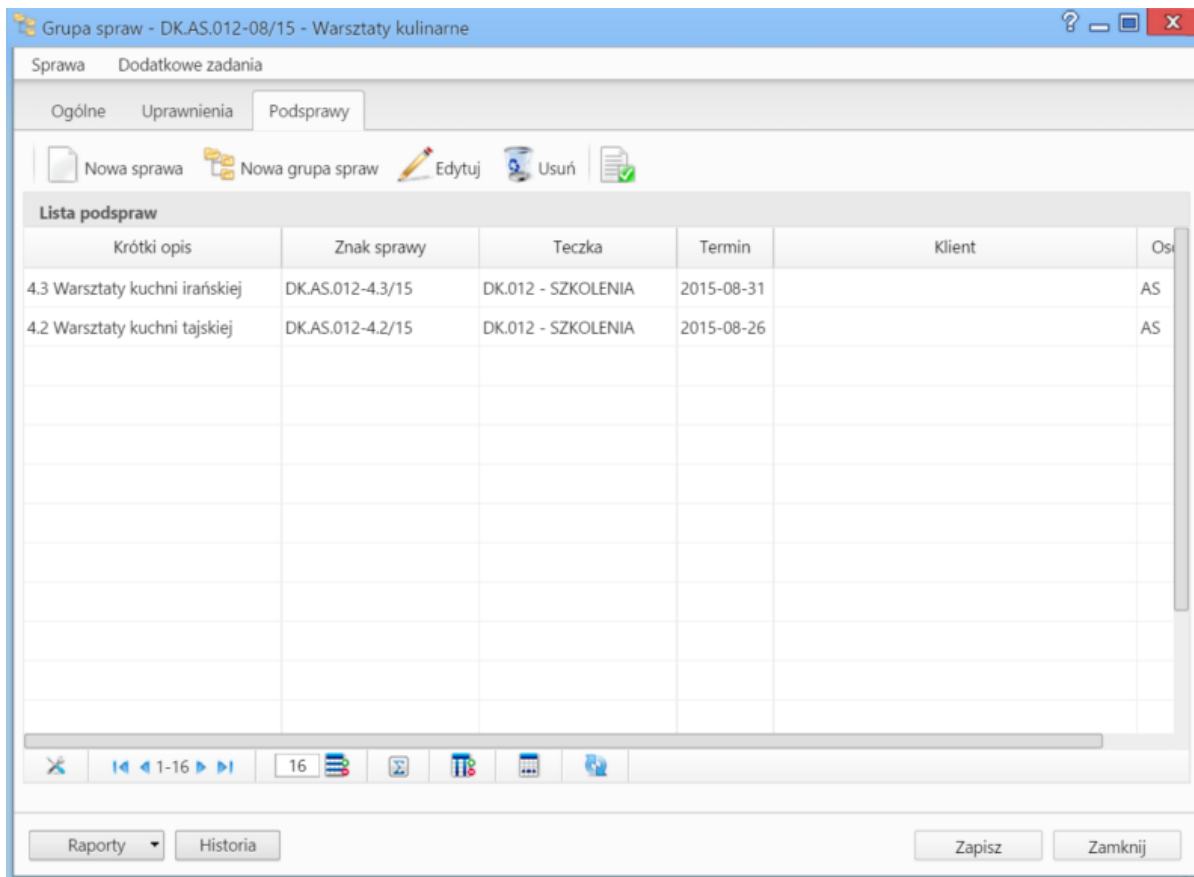 Grupa spraw - DK.AS.012-08/15 - Warsztaty kulinarne
Sprawa Dodatkowe zadania
Ogólne Uprawnienia Podsprawy
Nowa sprawa Nowa grupa spraw Edytuj Usuń
Lista podspraw
Krótki opis Znak sprawy Teczka Termin Klient Oso
4.3 Warsztaty kuchni irańskiej DK.AS.012-4.3/15 DK.012 - SZKOLENIA 2015-08-31 AS
4.2 Warsztaty kuchni tajskiej DK.AS.012-4.2/15 DK.012 - SZKOLENIA 2015-08-26 AS
1-16 16
Raporty Historia Zapisz Zamknij